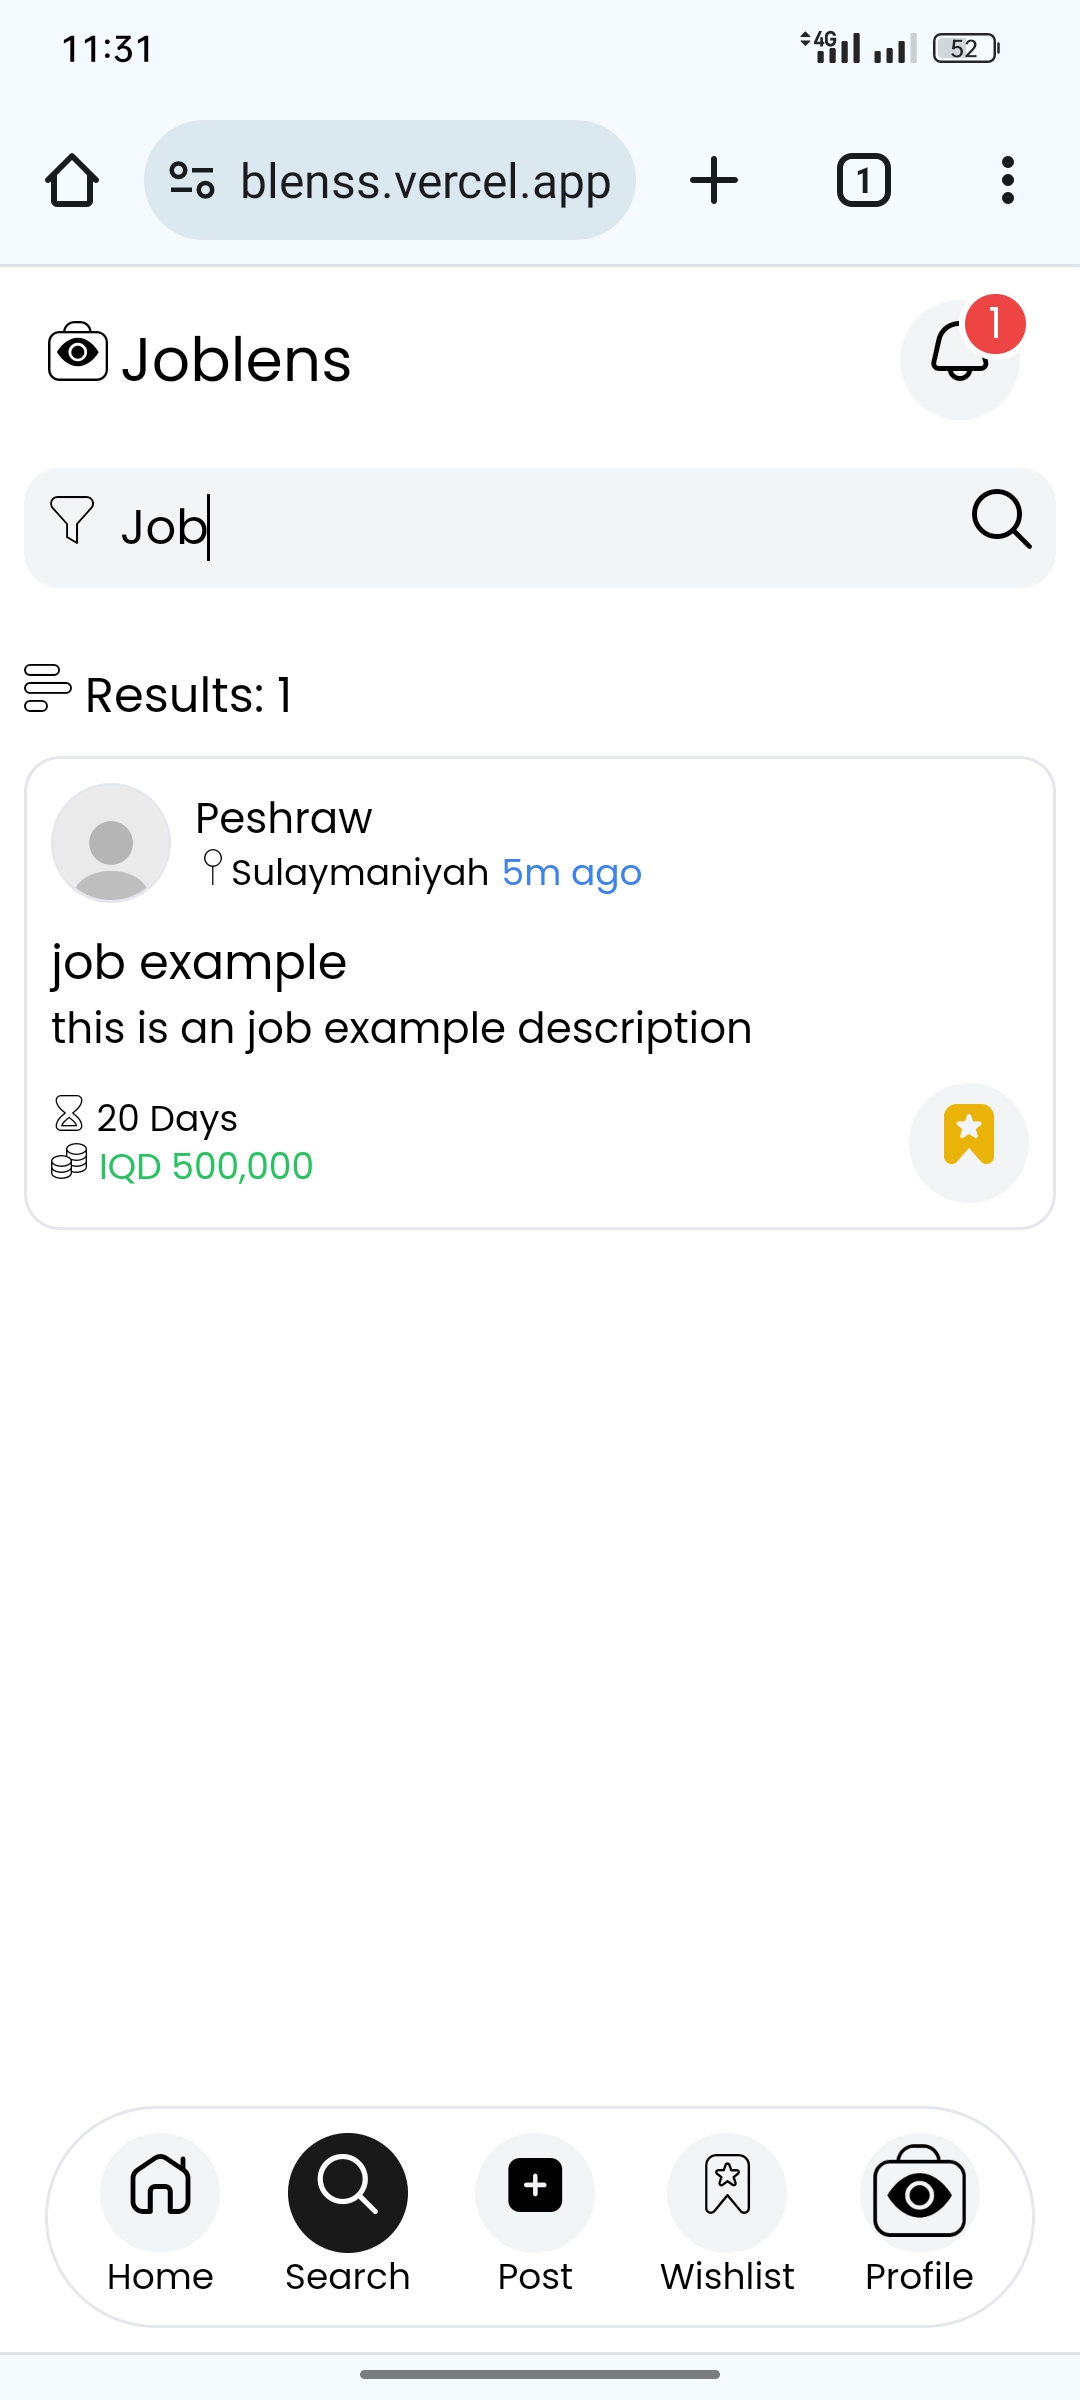 11:31
4G
52
blenss.vercel.app
1
Joblens
1
Job
Results: 1
Peshraw
Sulaymaniyah 5m ago
job example
this is an job example description
20 Days
IQD 500,000
Home
Search
Post
Wishlist
Profile